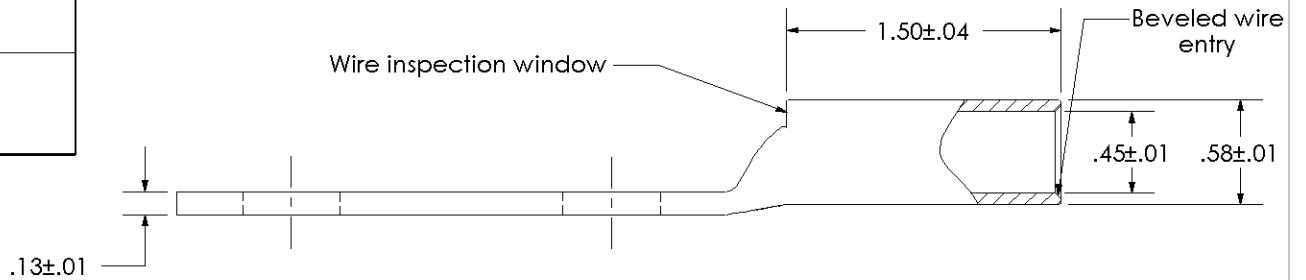 1.50±.04
Beveled wire
entry
Wire inspection window
.45±.01
.58±.01
.13±.01